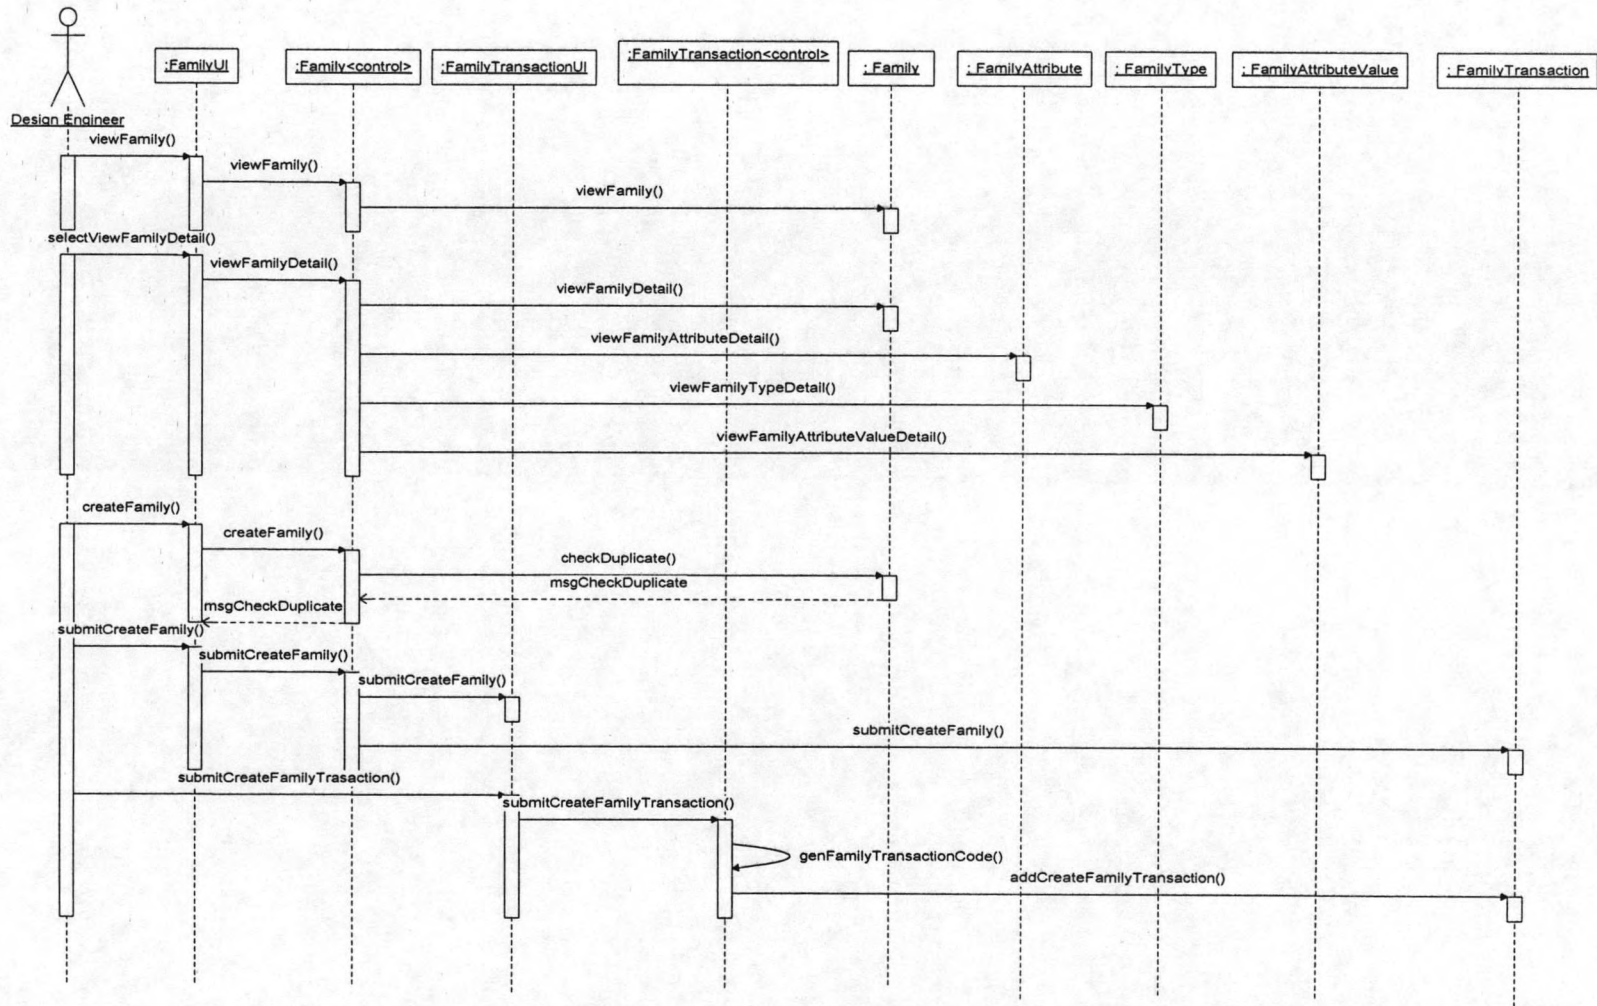 :FamilyUI
:Family<control>
:FamilyTransactionUI
:FamilyTransaction<control>
: Family
: FamilyAttribute
: FamilyType
: FamilyAttributeValue
: FamilyTransaction
Design Engineer
viewFamily()
viewFamily()
viewFamily()
selectViewFamilyDetail()
viewFamilyDetail()
viewFamilyDetail()
viewFamilyAttributeDetail()
viewFamilyTypeDetail()
viewFamilyAttributeValueDetail()
createFamily()
createFamily()
checkDuplicate()
msgCheckDuplicate
msgCheckDuplicate
submitCreateFamily()
submitCreateFamily()
submitCreateFamily()
submitCreateFamily()
submitCreateFamilyTrasaction()
submitCreateFamilyTransaction()
genFamilyTransactionCode()
addCreateFamilyTransaction()